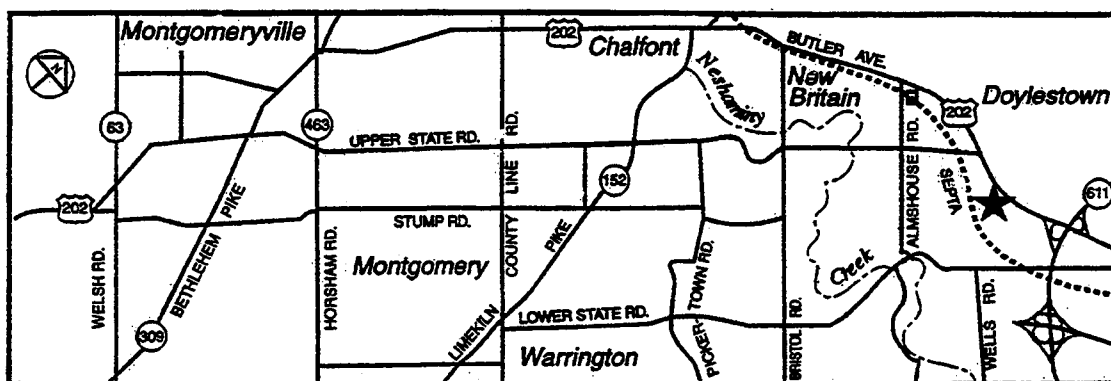 Montgomeryville
202
Chalfont
BUTLER AVE.
Neshaminy
New
Britain
Doylestown
202
N
63
463
UPPER STATE RD.
COUNTY LINE RD.
152
ALMSHOUSE RD.
RD.
SEPTA
611
202
STUMP RD.
WELSH RD.
BETHLEHEM PIKE
HORSHAM RD.
Montgomery
LIMEKILN PIKE
PICKER-TOWN RD.
Creek
309
LOWER STATE RD.
Warrington
BRISTOL RD.
WELLS RD.